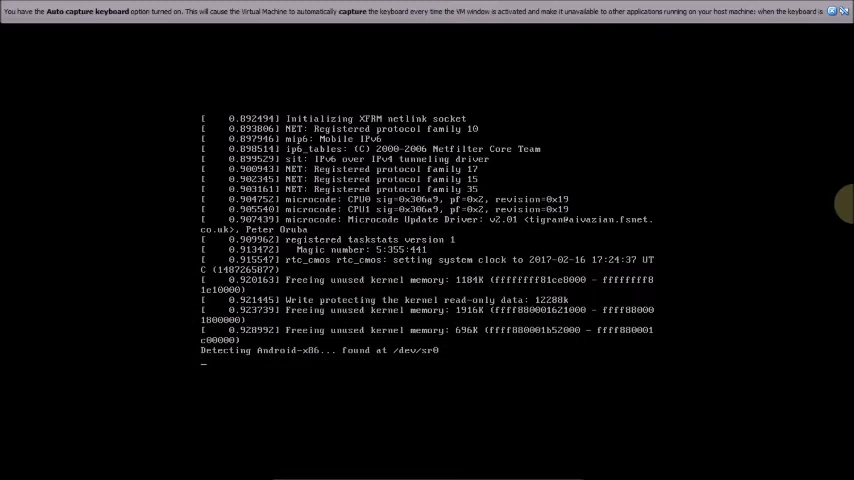 You have the Auto capture keyboard option turned on. This will cause the Virtual Machine to automatically capture the keyboard every time the VM window is activated and make it unavailable to other applications running on your host machine: when the keyboard is
[    0.892494] Initializing XFRM netlink socket
[    0.893806] NET: Registered protocol family 10
[    0.897946] mip6: Mobile IPv6
[    0.898514] ip6_tables: (C) 2000-2006 Netfilter Core Team
[    0.899529] sit: IPv6 over IPv4 tunneling driver
[    0.900943] NET: Registered protocol family 17
[    0.902345] NET: Registered protocol family 15
[    0.903161] NET: Registered protocol family 35
[    0.904752] microcode: CPU0 sig=0x306a9, pf=0x2, revision=0x19
[    0.905540] microcode: CPU1 sig=0x306a9, pf=0x2, revision=0x19
[    0.907439] microcode: Microcode Update Driver: v2.01 <tigran@aivazian.fsnet.
co.uk>, Peter Oruba
[    0.909962] registered taskstats version 1
[    0.913472]   Magic number: 5:355:441
[    0.915547] rtc_cmos rtc_cmos: setting system clock to 2017-02-16 17:24:37 UT
C (1487265877)
[    0.920163] Freeing unused kernel memory: 1184K (ffffffff81ce8000 - ffffffff8
1e10000)
[    0.921445] Write protecting the kernel read-only data: 12288k
[    0.923739] Freeing unused kernel memory: 1916K (ffff880001621000 - ffff88000
1800000)
[    0.928992] Freeing unused kernel memory: 696K (ffff880001b52000 - ffff880001
c00000)
Detecting Android-x86... found at /dev/sr0
_